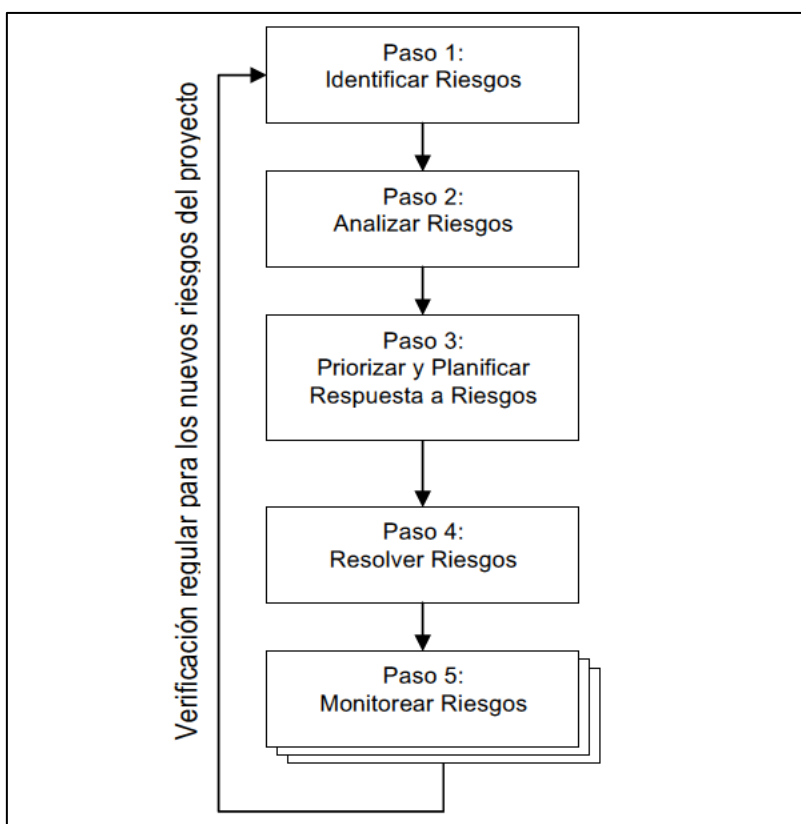 Paso 1:
Identificar Riesgos
Paso 2:
Analizar Riesgos
Paso 3:
Priorizar y Planificar
Respuesta a Riesgos
Paso 4:
Resolver Riesgos
Paso 5:
Monitorear Riesgos
Verificación regular para los nuevos riesgos del proyecto